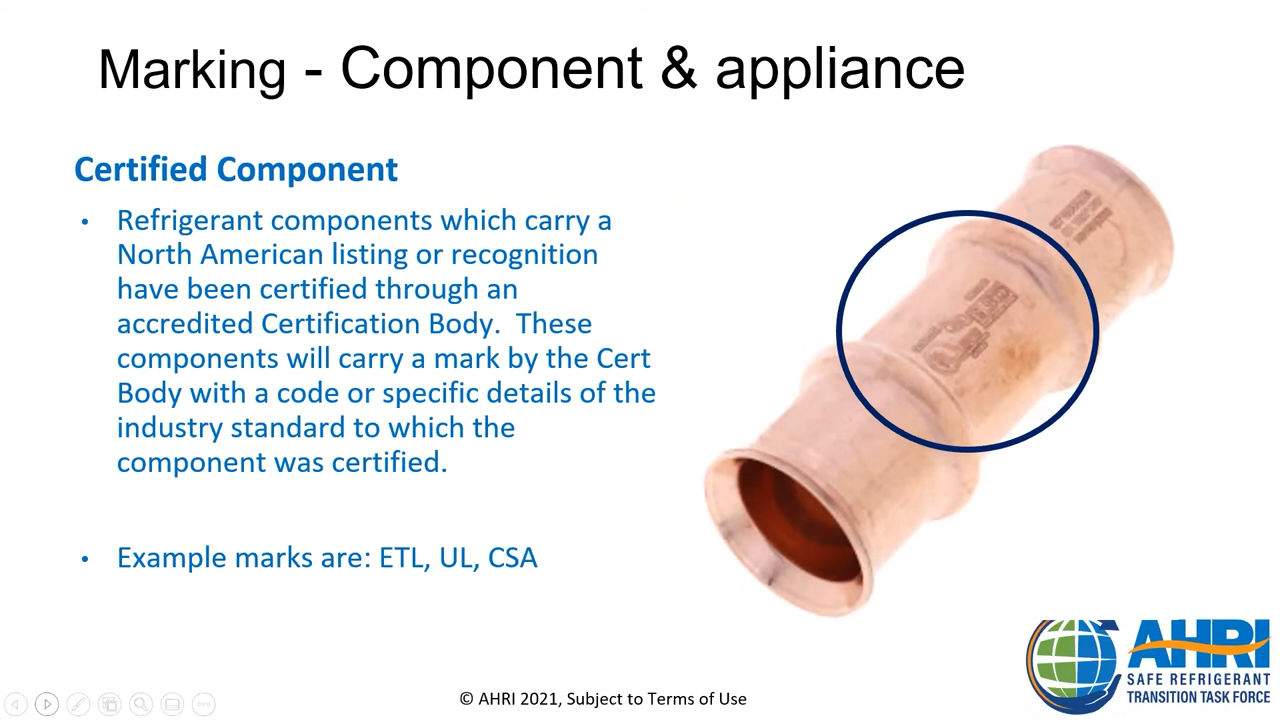 Marking - Component & appliance
Certified Component
• Refrigerant components which carry a
North American listing or recognition
have been certified through an
accredited Certification Body.  These
components will carry a mark by the Cert
Body with a code or specific details of the
industry standard to which the
component was certified.
• Example marks are: ETL, UL, CSA
© AHRI 2021, Subject to Terms of Use
AHRI
SAFE REFRIGERANT
TRANSITION TASK FORCE